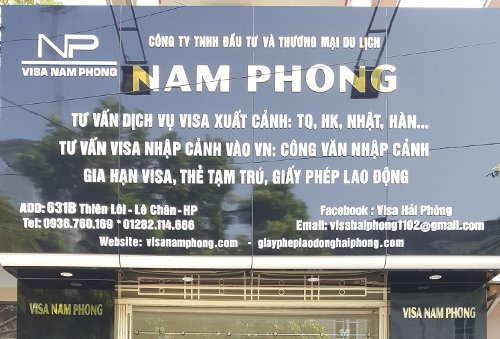 NP
VISA NAM PHONG
CÔNG TY TNHH ĐẦU TƯ VÀ THƯƠNG MẠI DU LỊCH
NAM PHONG
TƯ VẤN DỊCH VỤ VISA XUẤT CẢNH: TQ, HK, NHẬT, HÀN...
TƯ VẤN VISA NHẬP CẢNH VÀO VN: CÔNG VĂN NHẬP CẢNH
GIA HẠN VISA, THẺ TẠM TRÚ, GIẤY PHÉP LAO ĐỘNG
ADD: 631B Thiên Lôi - Lê Chân - HP
Tel: 0936.760.169 * 01282.114.666
Facebook : Visa Hải Phòng
Email: visahaiphong1102@gmail.com
Website: visanamphong.com - giaypheplaodonghaiphong.com
VISA NAM PHONG
VISA NAM PHONG